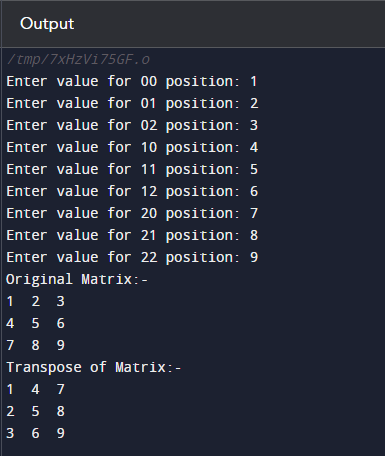 Output
/tmp/7xHzVi75GF.o
Enter value for 00 position: 1
Enter value for 01 position: 2
Enter value for 02 position: 3
Enter value for 10 position: 4
Enter value for 11 position: 5
Enter value for 12 position: 6
Enter value for 20 position: 7
Enter value for 21 position: 8
Enter value for 22 position: 9
Original Matrix:-
1  2  3
4  5  6
7  8  9
Transpose of Matrix:-
1  4  7
2  5  8
3  6  9